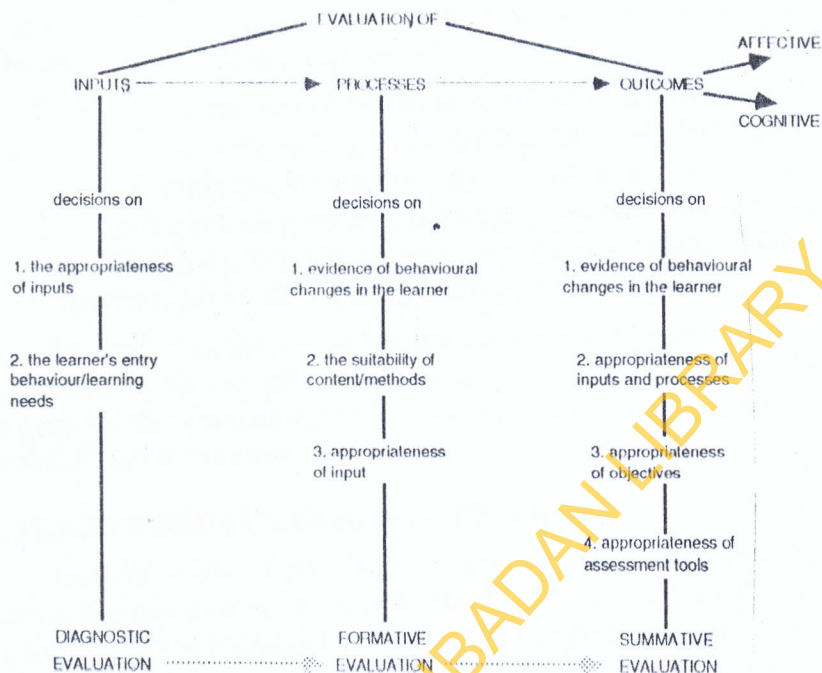 EVALUATION OF
AFFECTIVE
INPUTS
PROCESSES
OUTCOMES
COGNITIVE
decisions on
1. the appropriateness
of inputs
2. the learner's entry
behaviour/learning
needs
DIAGNOSTIC
EVALUATION
decisions on
1. evidence of behavioural
changes in the learner
2. the suitability of
content/methods
3. appropriateness
of input
FORMATIVE
EVALUATION
decisions on
1. evidence of behavioural
changes in the learner
2. appropriateness of
inputs and processes
3. appropriateness
of objectives
4. appropriateness of
assessment tools
SUMMATIVE
EVALUATION
BADAN LIBRARY